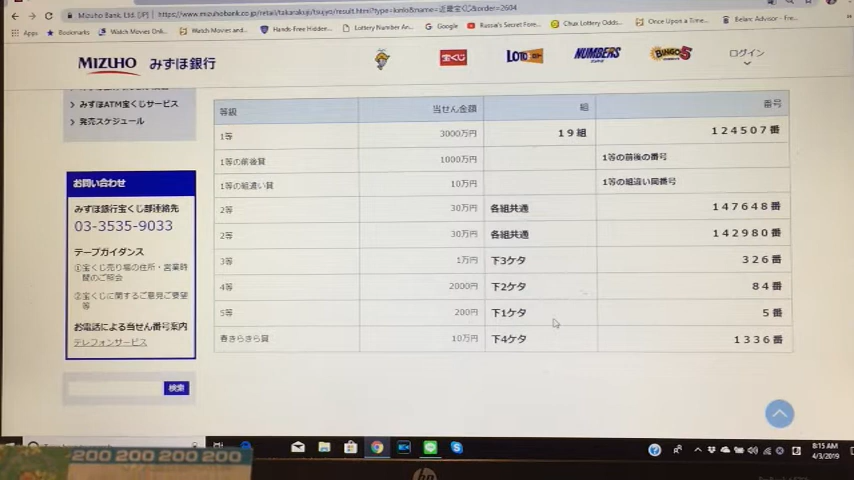 Mizuho Bank, Ltd. [JP] https://www.mizuhobank.co.jp/retail/takarakuji/tsujyo/result.html?type=kinki&name=近畿宝くじ&order=2604
Apps Bookmarks Watch Movies Onli... Watch Movies and... Hands-Free Hidden... Lottery Number An... Google Russia's Secret For... Chux Lottery Odds... Once Upon a Time... Belarc Advisor - Brow...
MIZUHO みずほ銀行 宝くじ LOTO NUMBERS BINGO5 ログイン
みずほATM宝くじサービス
発売スケジュール
お問い合わせ
みずほ銀行宝くじ部連絡先
03-3535-9033
テープガイダンス
①宝くじ売り場の住所・営業時
間のご照会
②宝くじに関するご意見ご要望
等
お電話による当せん番号案内
テレフォンサービス
検索
等級 当せん金額 組 番号
1等 3000万円 19組 124507番
1等の前後賞 1000万円 1等の前後の番号
1等の組違い賞 10万円 1等の組違い同番号
2等 30万円 各組共通 147648番
2等 30万円 各組共通 142980番
3等 1万円 下3ケタ 326番
4等 2000円 下2ケタ 84番
5等 200円 下1ケタ 5番
春きらきら賞 10万円 下4ケタ 1336番
8:15 AM
4/3/2019
200 200 200 200
hp